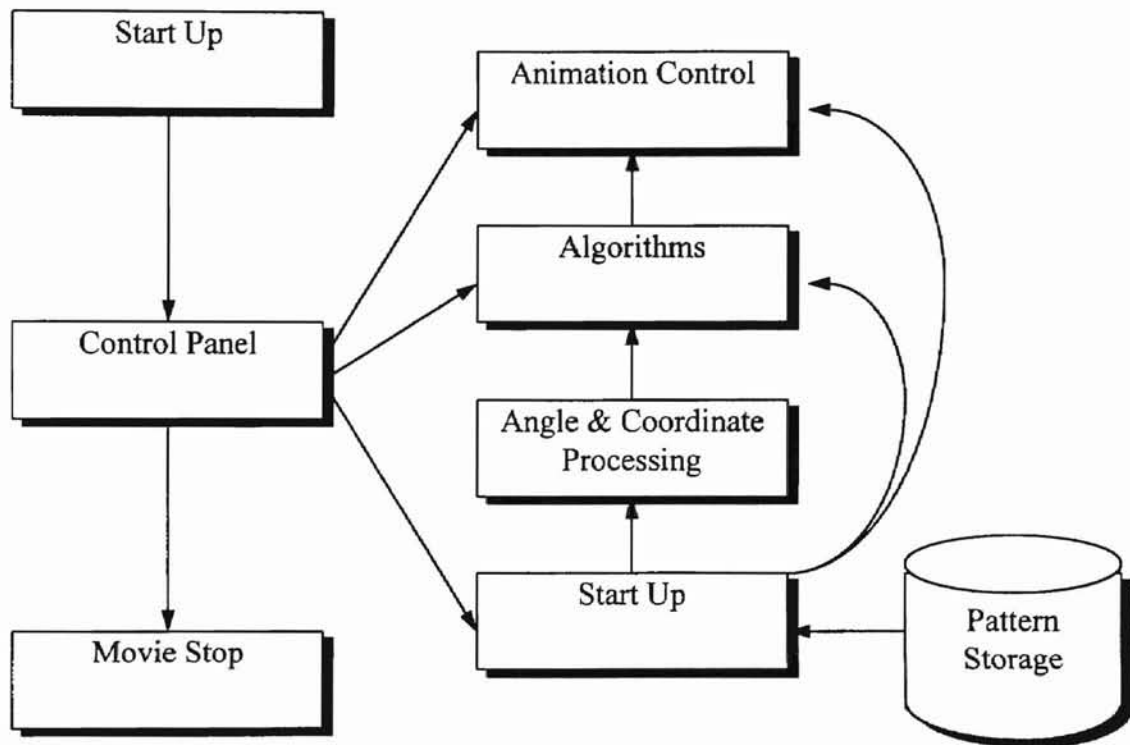 Start Up
Animation Control
Algorithms
Control Panel
Angle & Coordinate
Processing
Start Up
Movie Stop
Pattern
Storage